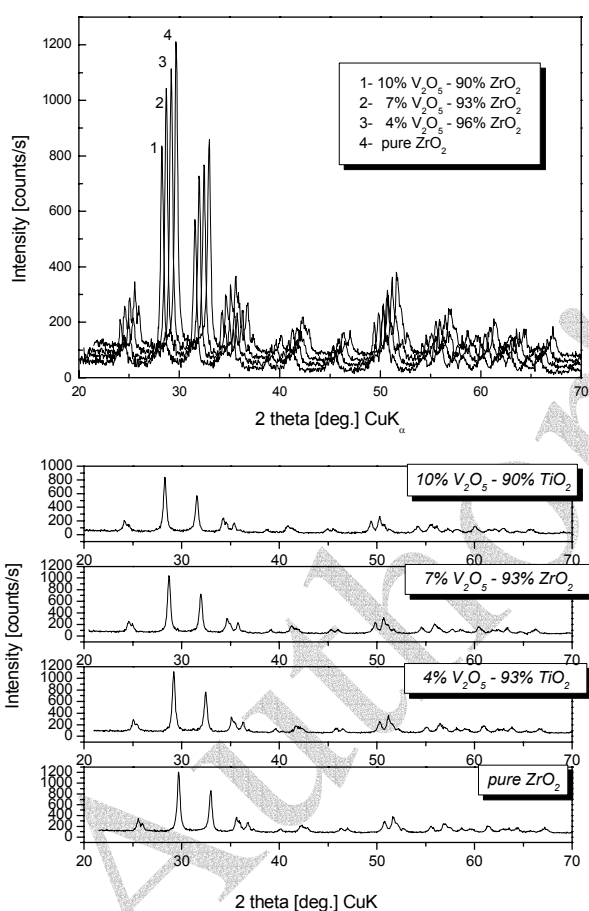 1200
1000
800
600
400
200
0
Intensity [counts/s]
4
3
2
1
1- 10% V₂O₅ - 90% ZrO₂
2- 7% V₂O₅ - 93% ZrO₂
3- 4% V₂O₅ - 96% ZrO₂
4- pure ZrO₂
20 30 40 50 60 70
2 theta [deg.] CuKα
Intensity [counts/s]
1000
800
600
400
200
0
10% V₂O₅ - 90% TiO₂
20 30 40 50 60 70
1200
1000
800
600
400
200
0
7% V₂O₅ - 93% ZrO₂
20 30 40 50 60 70
1200
1000
800
600
400
200
0
4% V₂O₅ - 93% TiO₂
20 30 40 50 60 70
1200
1000
800
600
400
200
0
pure ZrO₂
20 30 40 50 60 70
2 theta [deg.] CuK